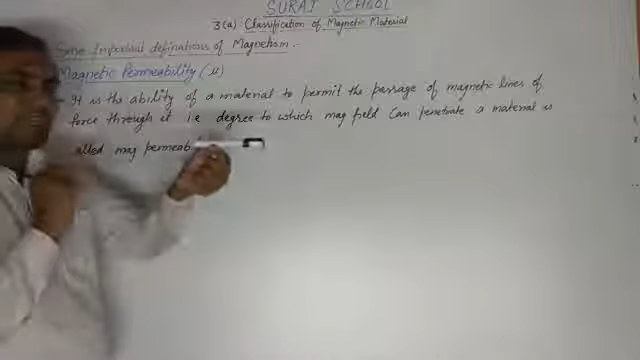 SURAJ SCHOOL
3(a) Classification of Magnetic Material
Some Important definitions of Magnetism.
Magnetic Permeability (μ)
It is the ability of a material to permit the passage of magnetic lines of
force through it i.e degree to which mag field can penetrate a material is
alled mag permeab